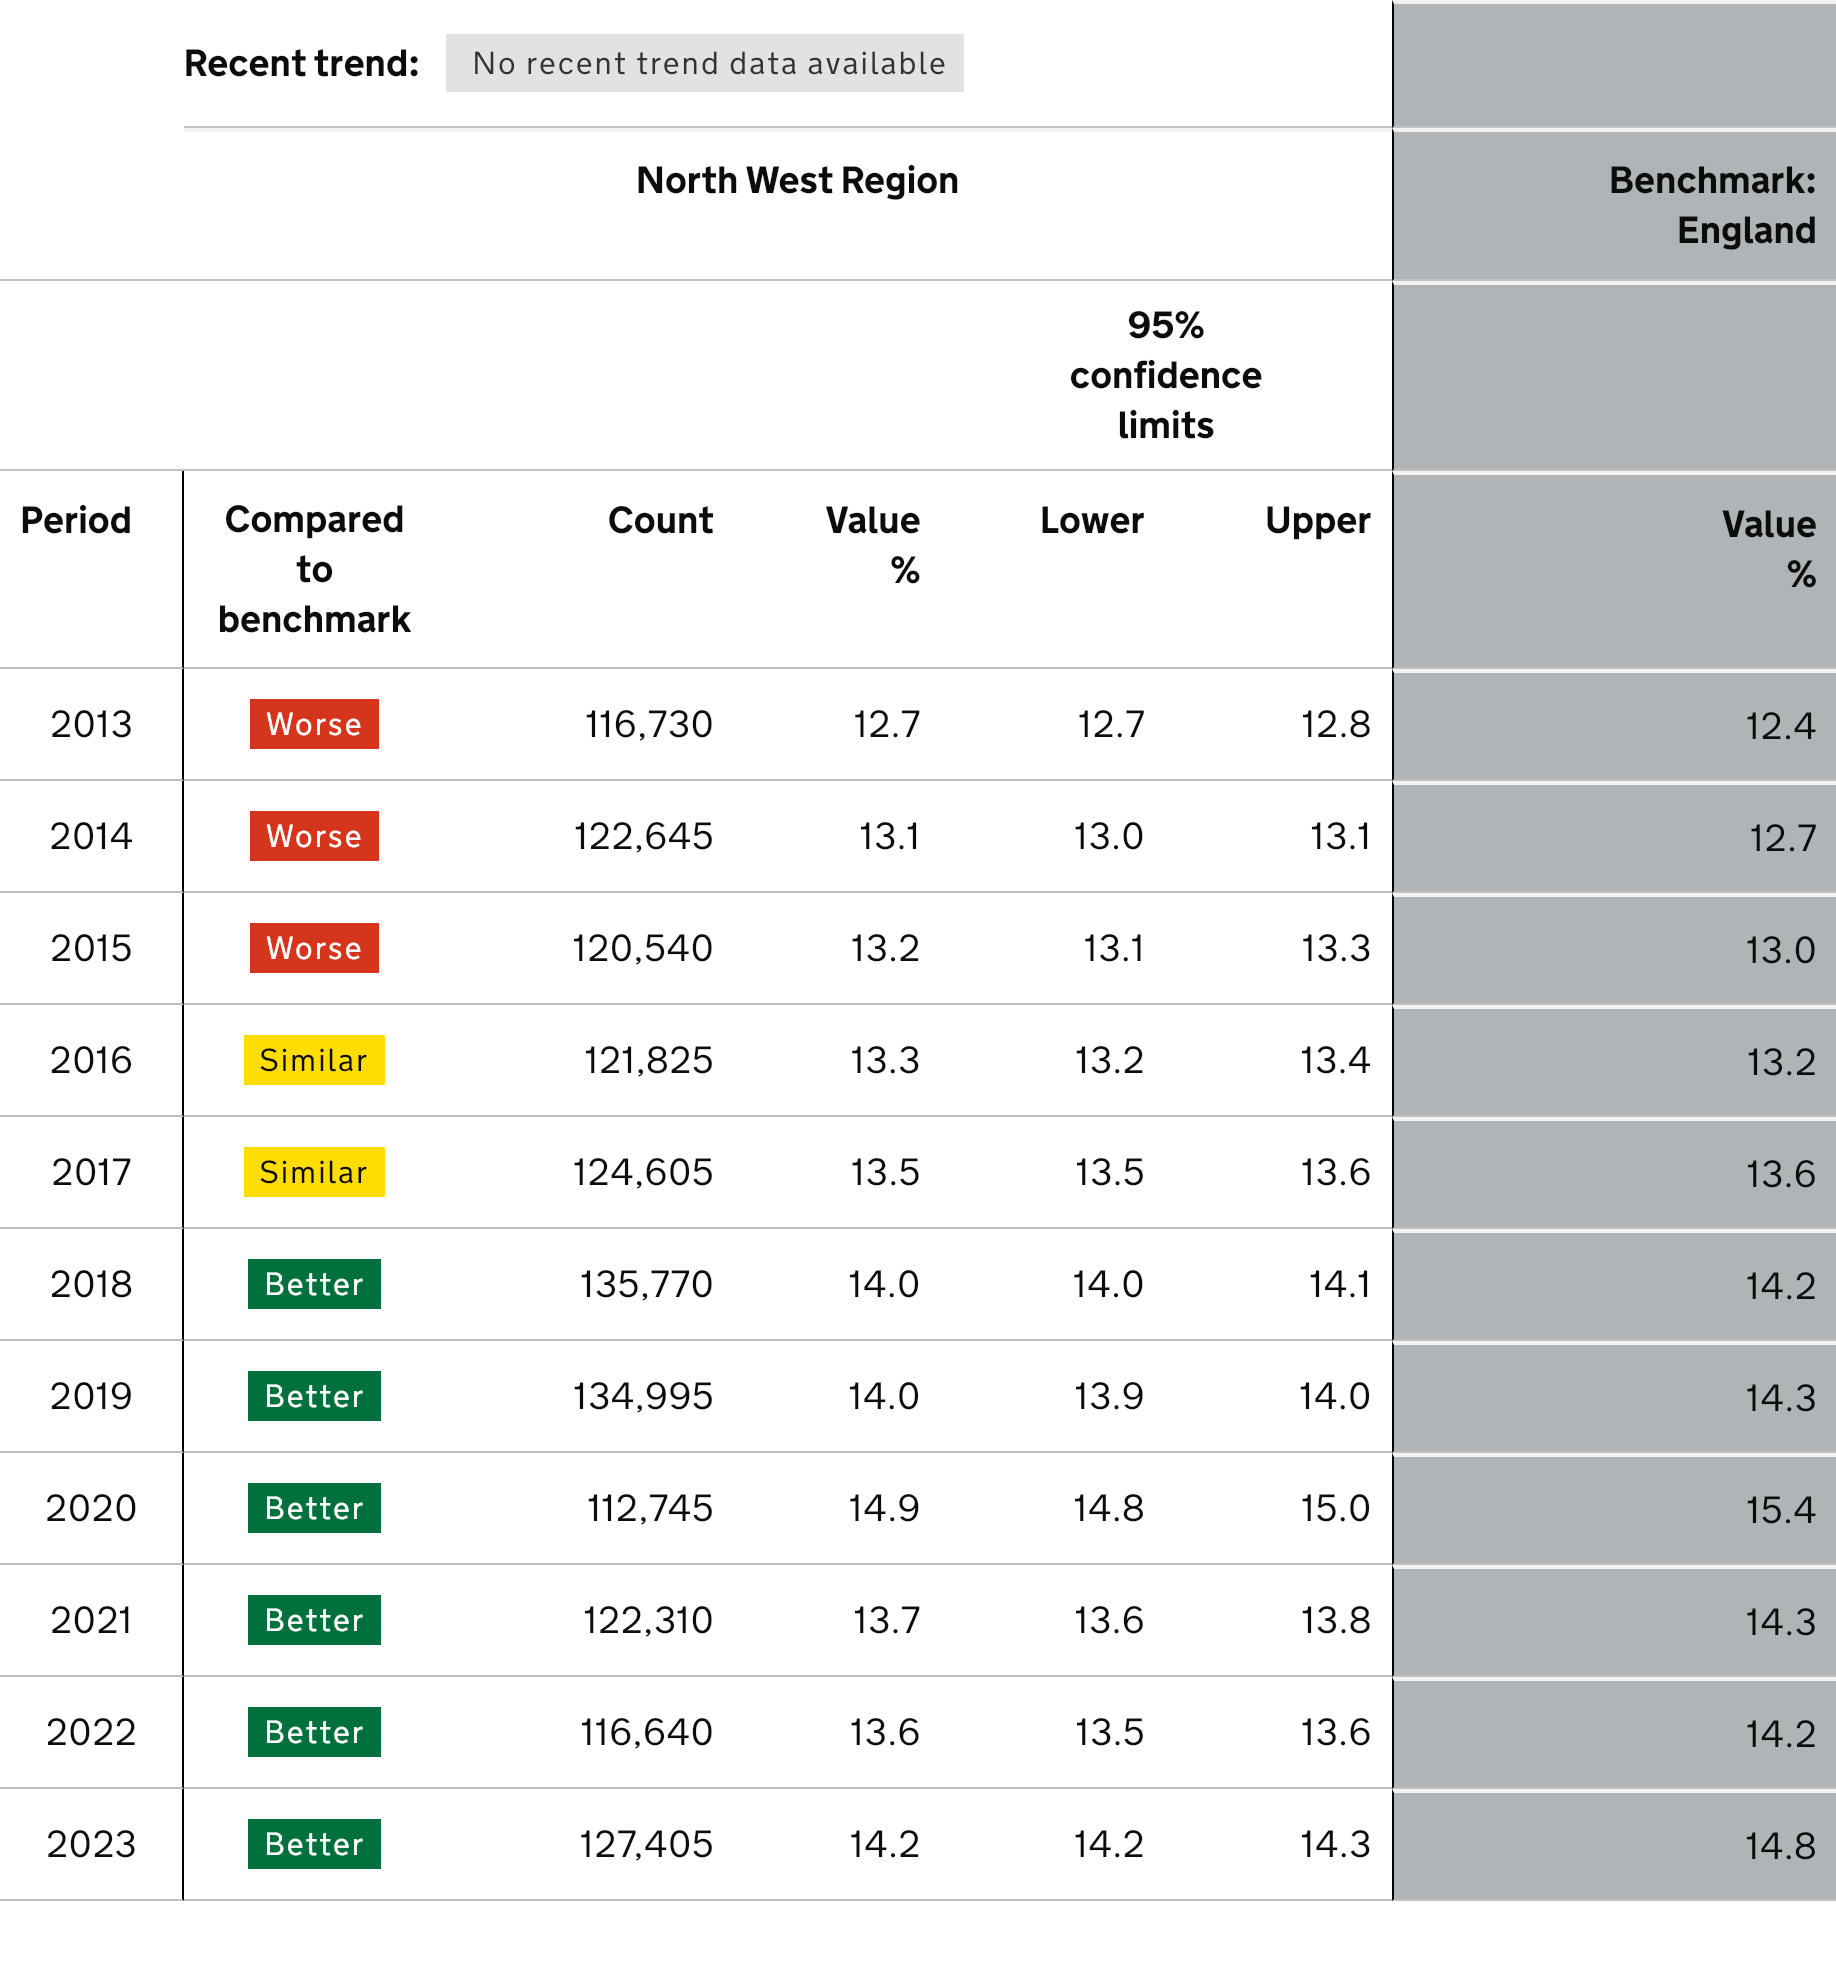 Recent trend: No recent trend data available
North West Region Benchmark:
England
95%
confidence
limits
Period Compared Count Value Lower Upper Value
to % %
benchmark
2013 Worse 116,730 12.7 12.7 12.8 12.4
2014 Worse 122,645 13.1 13.0 13.1 12.7
2015 Worse 120,540 13.2 13.1 13.3 13.0
2016 Similar 121,825 13.3 13.2 13.4 13.2
2017 Similar 124,605 13.5 13.5 13.6 13.6
2018 Better 135,770 14.0 14.0 14.1 14.2
2019 Better 134,995 14.0 13.9 14.0 14.3
2020 Better 112,745 14.9 14.8 15.0 15.4
2021 Better 122,310 13.7 13.6 13.8 14.3
2022 Better 116,640 13.6 13.5 13.6 14.2
2023 Better 127,405 14.2 14.2 14.3 14.8